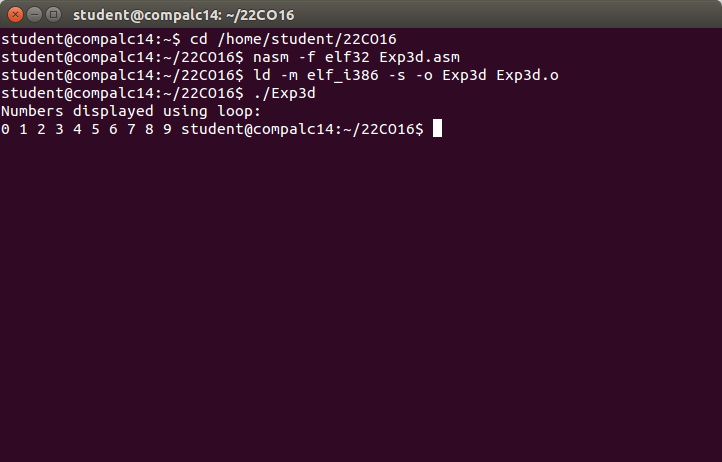 student@compalc14: ~/22CO16
student@compalc14:~$ cd /home/student/22CO16
student@compalc14:~/22CO16$ nasm -f elf32 Exp3d.asm
student@compalc14:~/22CO16$ ld -m elf_i386 -s -o Exp3d Exp3d.o
student@compalc14:~/22CO16$ ./Exp3d
Numbers displayed using loop:
0 1 2 3 4 5 6 7 8 9 student@compalc14:~/22CO16$